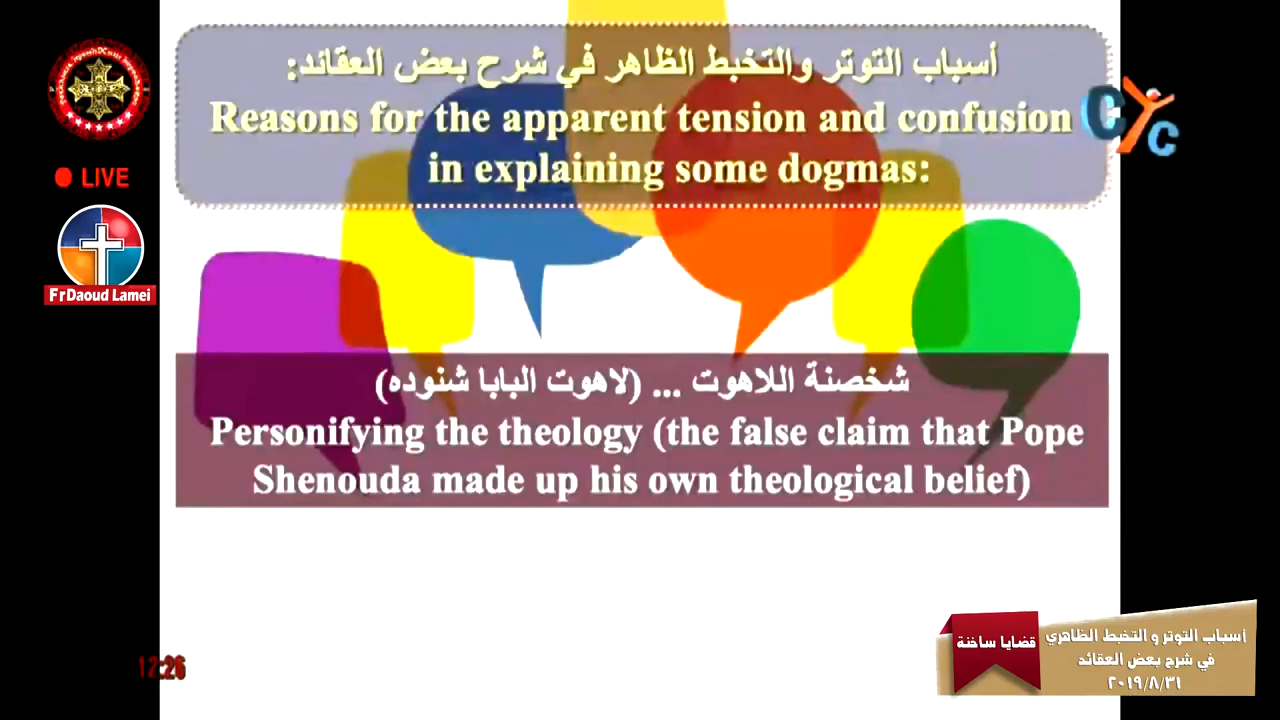 أسباب التوتر والتخبط الظاهر في شرح بعض العقائد:
Reasons for the apparent tension and confusion
in explaining some dogmas:
CYC
LIVE
FrDaoud Lamei
شخصنة اللاهوت ... (لاهوت البابا شنوده)
Personifying the theology (the false claim that Pope
Shenouda made up his own theological belief)
12:26
قضايا ساخنة
أسباب التوتر و التخبط الظاهري
في شرح بعض العقائد
٢٠١٩/٨/٣١